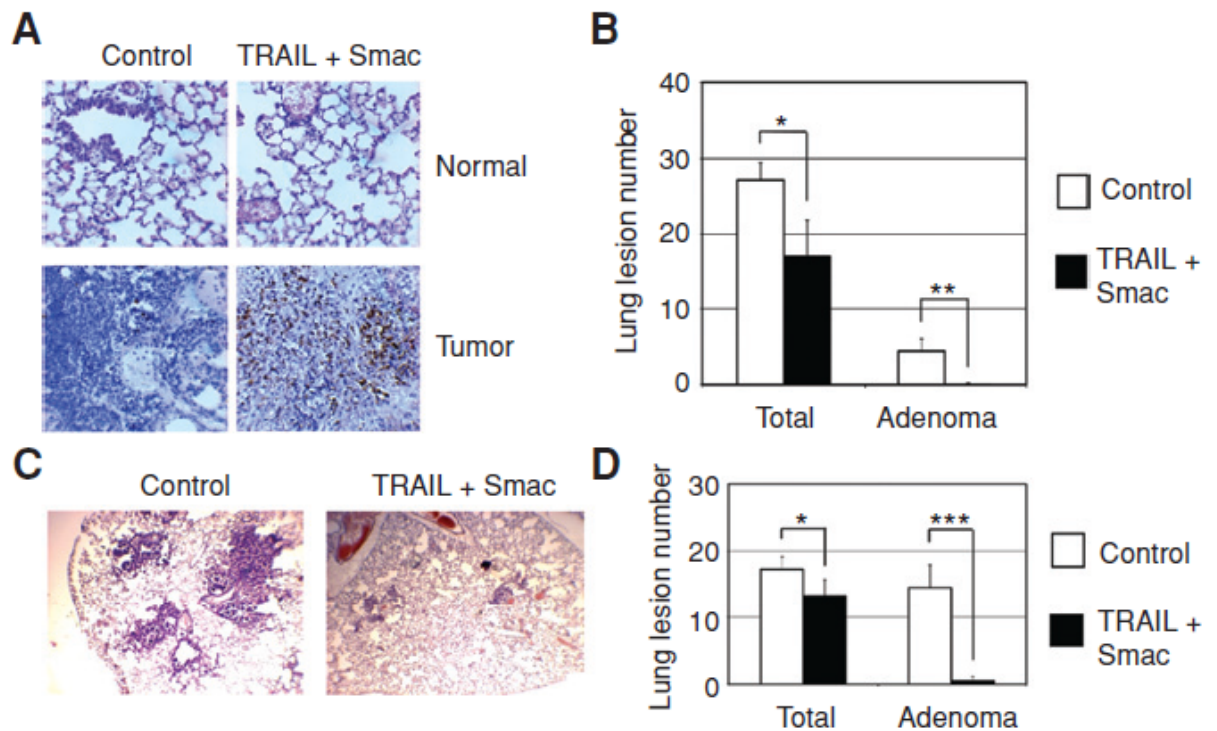 A
Control TRAIL + Smac
Normal
Tumor
B
Lung lesion number
40
30
20
10
0
*
**
Total Adenoma
Control
TRAIL +
Smac
C
Control TRAIL + Smac
D
Lung lesion number
30
20
10
0
*
***
Total Adenoma
Control
TRAIL +
Smac